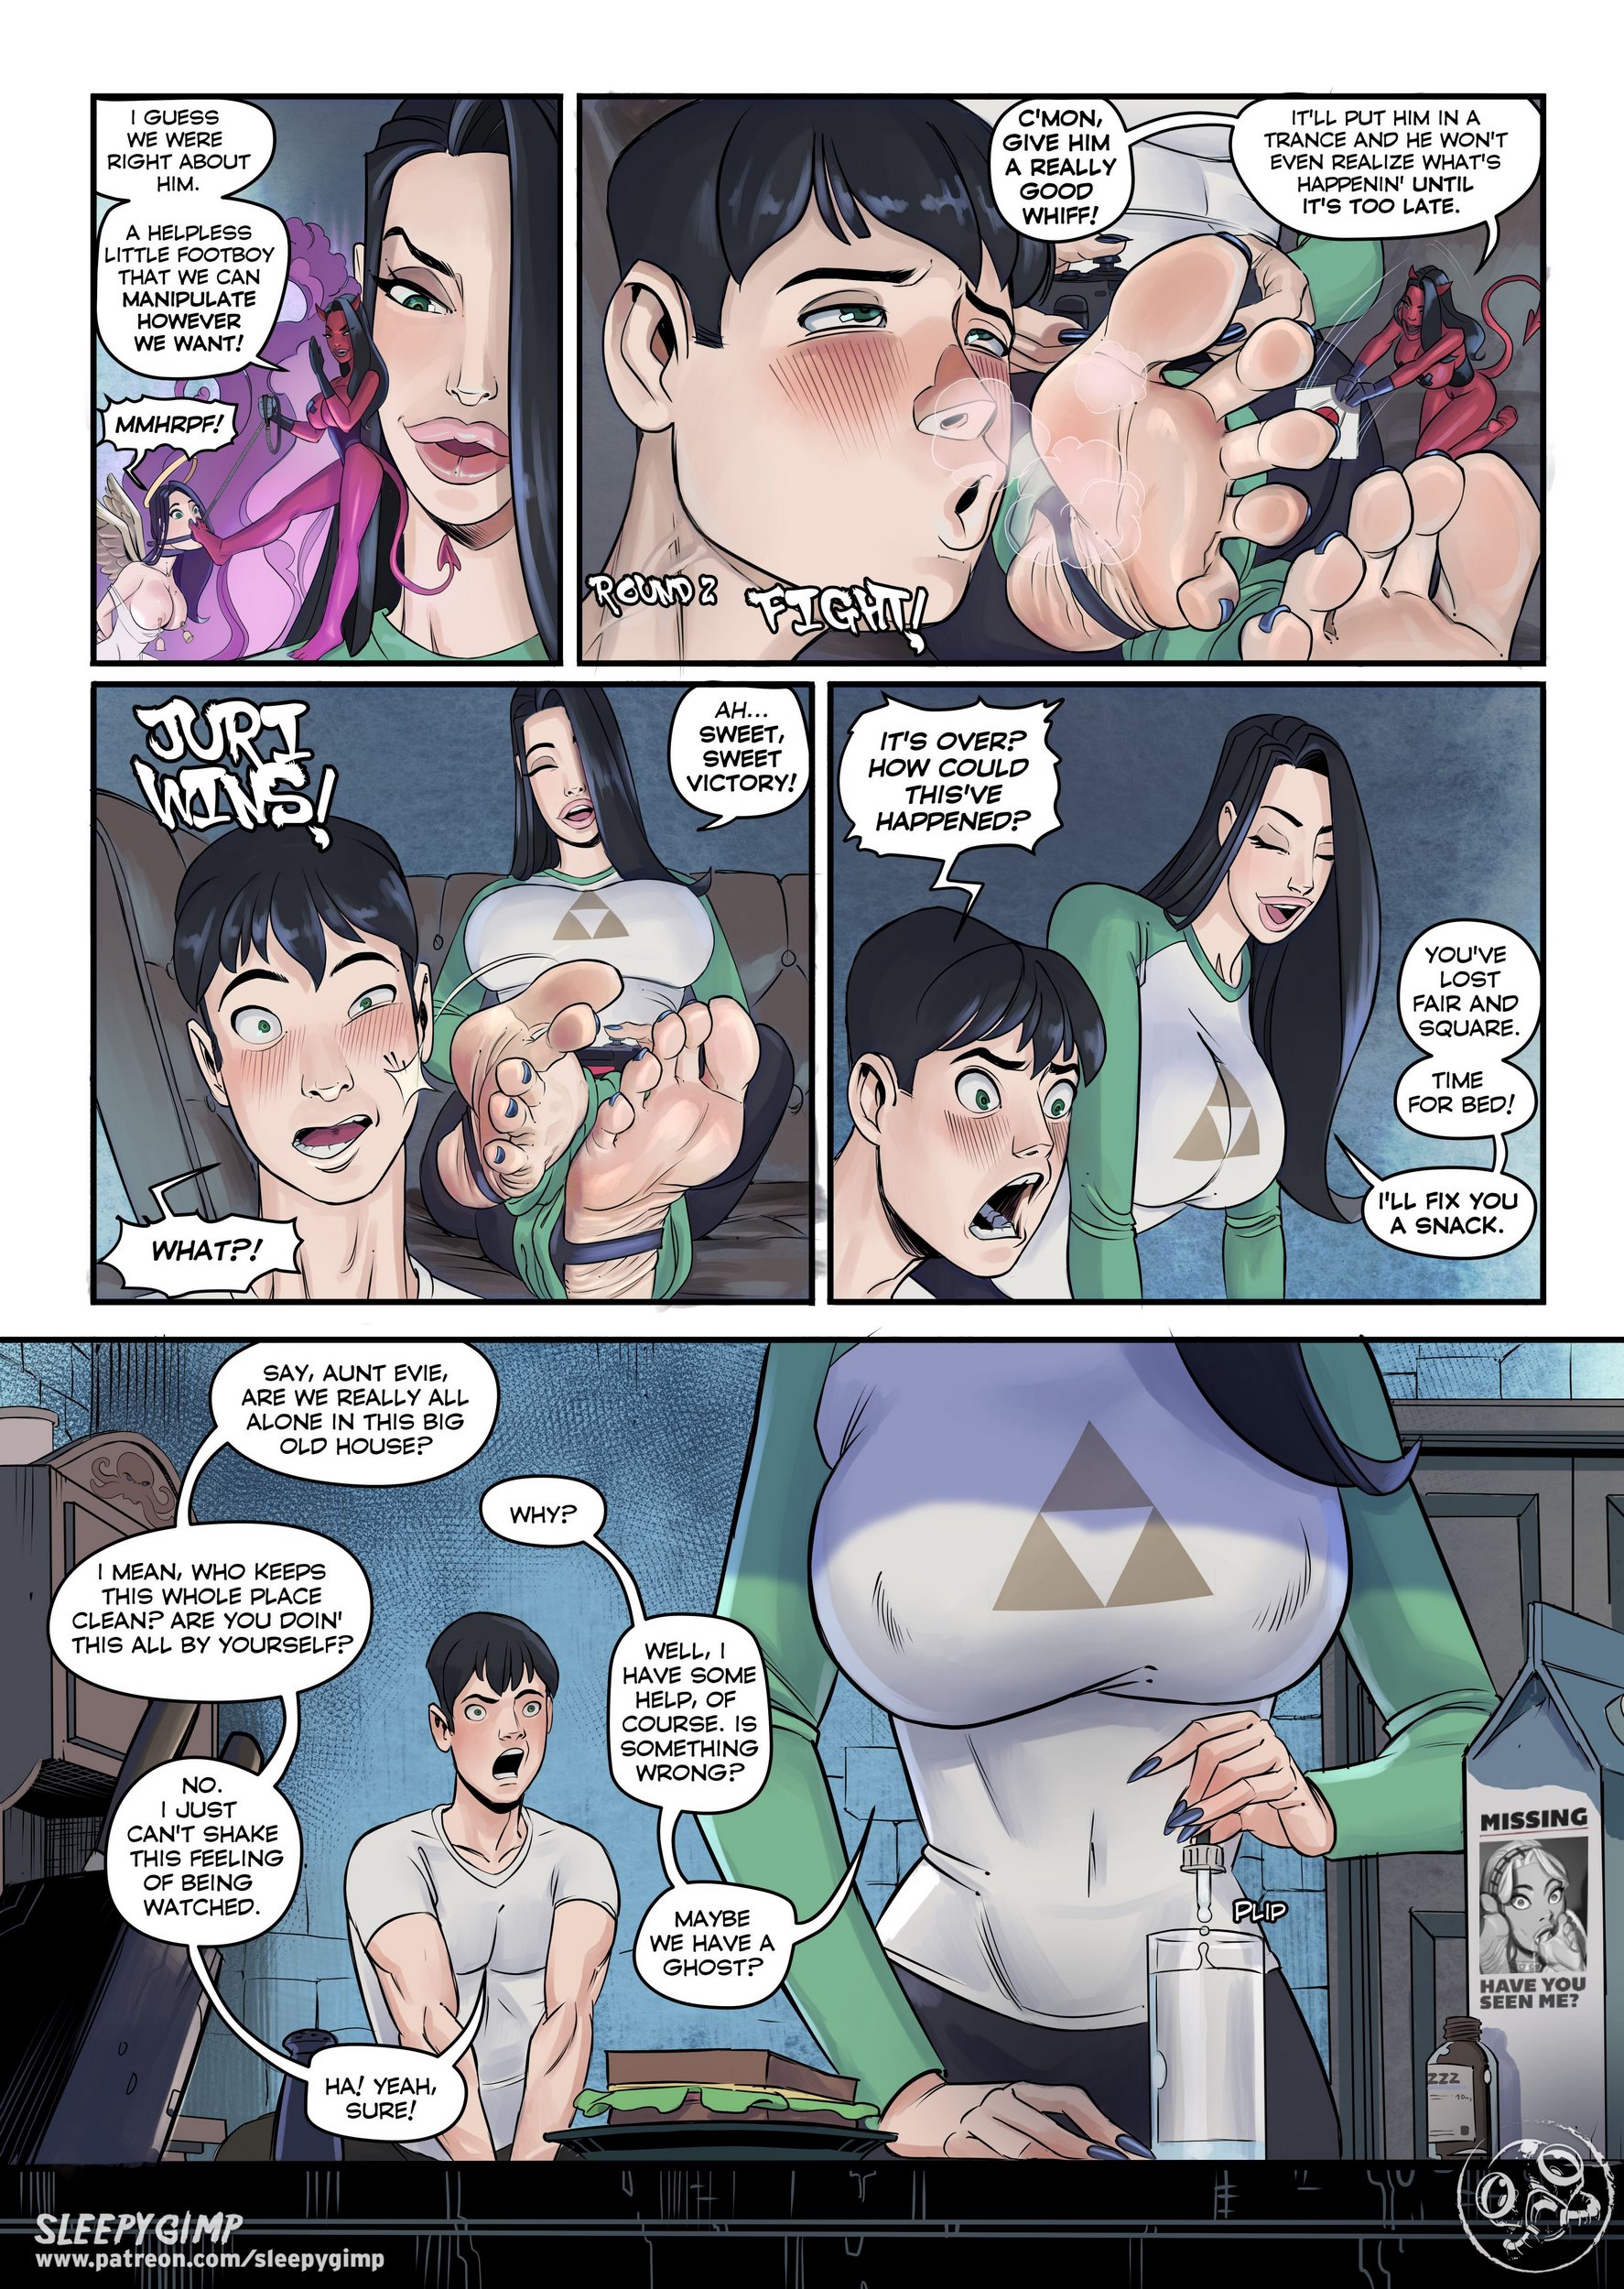 I GUESS
WE WERE
RIGHT ABOUT
HIM.
A HELPLESS
LITTLE FOOTBOY
THAT WE CAN
MANIPULATE
HOWEVER
WE WANT!
MMHRPF!
C'MON,
GIVE HIM
A REALLY
GOOD
WHIFF!
IT'LL PUT HIM IN A
TRANCE AND HE WON'T
EVEN REALIZE WHAT'S
HAPPENIN' UNTIL
IT'S TOO LATE.
ROUND 2 FIGHT!
JURI
WINS!
AH...
SWEET,
SWEET
VICTORY!
WHAT?!
IT'S OVER?
HOW COULD
THIS'VE
HAPPENED?
YOU'VE
LOST
FAIR AND
SQUARE.
TIME
FOR BED!
I'LL FIX YOU
A SNACK.
SAY, AUNT EVIE,
ARE WE REALLY ALL
ALONE IN THIS BIG
OLD HOUSE?
I MEAN, WHO KEEPS
THIS WHOLE PLACE
CLEAN? ARE YOU DOIN'
THIS ALL BY YOURSELF?
WHY?
WELL, I
HAVE SOME
HELP, OF
COURSE. IS
SOMETHING
WRONG?
NO.
I JUST
CAN'T SHAKE
THIS FEELING
OF BEING
WATCHED.
MAYBE
WE HAVE A
GHOST?
HA! YEAH,
SURE!
PLIP
MISSING
HAVE YOU
SEEN ME?
ZZZ
SLEEPYGIMP
www.patreon.com/sleepygimp